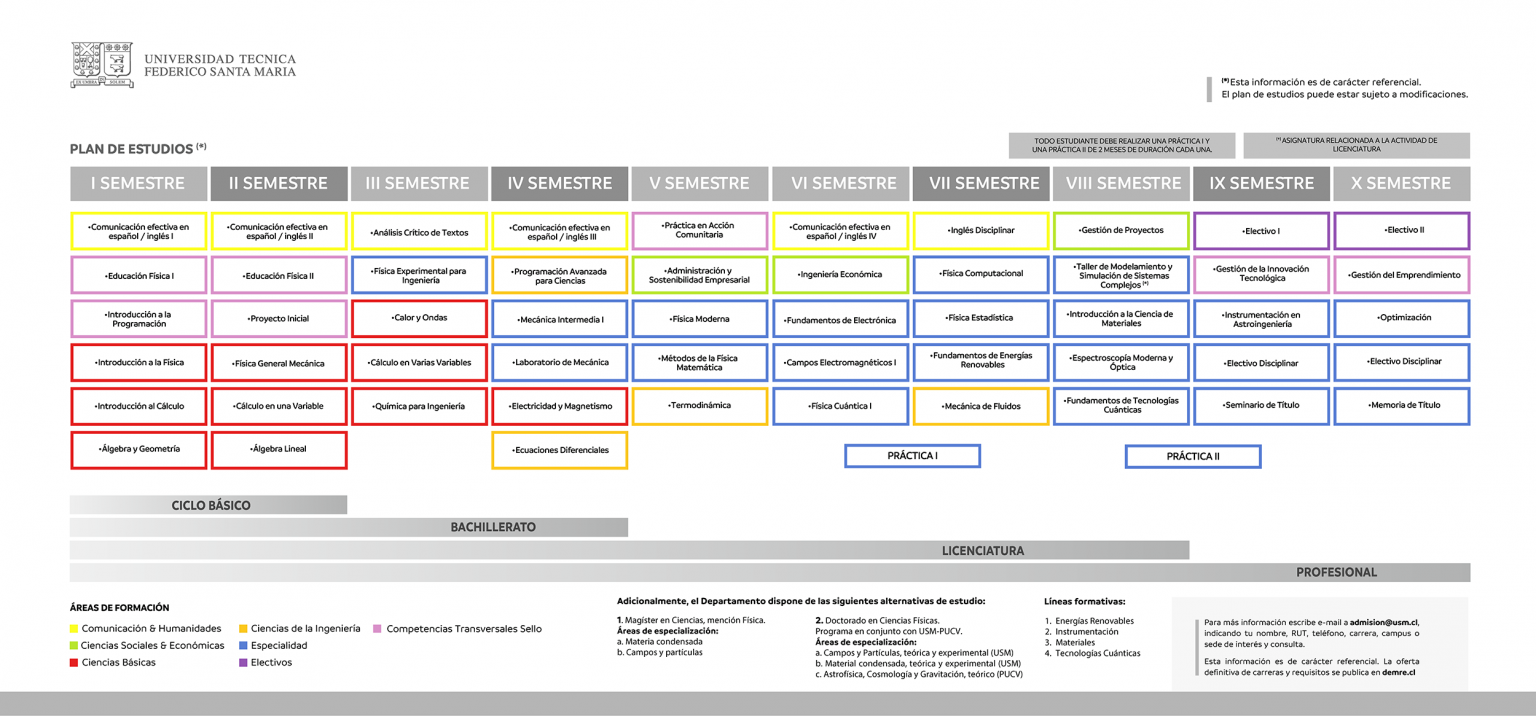 UNIVERSIDAD TECNICA
FEDERICO SANTA MARIA
(*)Esta información es de carácter referencial.
El plan de estudios puede estar sujeto a modificaciones.
PLAN DE ESTUDIOS (*)
TODO ESTUDIANTE DEBE REALIZAR UNA PRÁCTICA I Y
UNA PRÁCTICA II DE 2 MESES DE DURACIÓN CADA UNA.
(*) ASIGNATURA RELACIONADA A LA ACTIVIDAD DE
LICENCIATURA
I SEMESTRE
II SEMESTRE
III SEMESTRE
IV SEMESTRE
V SEMESTRE
VI SEMESTRE
VII SEMESTRE
VIII SEMESTRE
IX SEMESTRE
X SEMESTRE
•Comunicación efectiva en
español / inglés I
•Comunicación efectiva en
español / inglés II
•Análisis Crítico de Textos
•Comunicación efectiva en
español / inglés III
•Práctica en Acción
Comunitaria
•Comunicación efectiva en
español / inglés IV
•Inglés Disciplinar
•Gestión de Proyectos
•Electivo I
•Electivo II
•Educación Física I
•Educación Física II
•Física Experimental para
Ingeniería
•Programación Avanzada
para Ciencias
•Administración y
Sostenibilidad Empresarial
•Ingeniería Económica
•Física Computacional
•Taller de Modelamiento y
Simulación de Sistemas
Complejos (*)
•Gestión de la Innovación
Tecnológica
•Gestión del Emprendimiento
•Introducción a la
Programación
•Proyecto Inicial
•Calor y Ondas
•Mecánica Intermedia I
•Física Moderna
•Fundamentos de Electrónica
•Física Estadística
•Introducción a la Ciencia de
Materiales
•Instrumentación en
Astroingeniería
•Optimización
•Introducción a la Física
•Física General Mecánica
•Cálculo en Varias Variables
•Laboratorio de Mecánica
•Métodos de la Física
Matemática
•Campos Electromagnéticos I
•Fundamentos de Energías
Renovables
•Espectroscopía Moderna y
Óptica
•Electivo Disciplinar
•Electivo Disciplinar
•Introducción al Cálculo
•Cálculo en una Variable
•Química para Ingeniería
•Electricidad y Magnetismo
•Termodinámica
•Física Cuántica I
•Mecánica de Fluidos
•Fundamentos de Tecnologías
Cuánticas
•Seminario de Título
•Memoria de Título
•Álgebra y Geometría
•Álgebra Lineal
•Ecuaciones Diferenciales
PRÁCTICA I
PRÁCTICA II
CICLO BÁSICO
BACHILLERATO
LICENCIATURA
PROFESIONAL
ÁREAS DE FORMACIÓN
Comunicación & Humanidades
Ciencias de la Ingeniería
Competencias Transversales Sello
Ciencias Sociales & Económicas
Especialidad
Ciencias Básicas
Electivos
Adicionalmente, el Departamento dispone de las siguientes alternativas de estudio:
1. Magíster en Ciencias, mención Física.
Áreas de especialización:
a. Materia condensada
b. Campos y partículas
2. Doctorado en Ciencias Físicas.
Programa en conjunto con USM-PUCV.
Áreas de especialización:
a. Campos y Partículas, teórica y experimental (USM)
b. Material condensada, teórica y experimental (USM)
c. Astrofísica, Cosmología y Gravitación, teórico (PUCV)
Líneas formativas:
1. Energías Renovables
2. Instrumentación
3. Materiales
4. Tecnologías Cuánticas
Para más información escribe e-mail a admision@usm.cl,
indicando tu nombre, RUT, teléfono, carrera, campus o
sede de interés y consulta.
Esta información es de carácter referencial. La oferta
definitiva de carreras y requisitos se publica en demre.cl